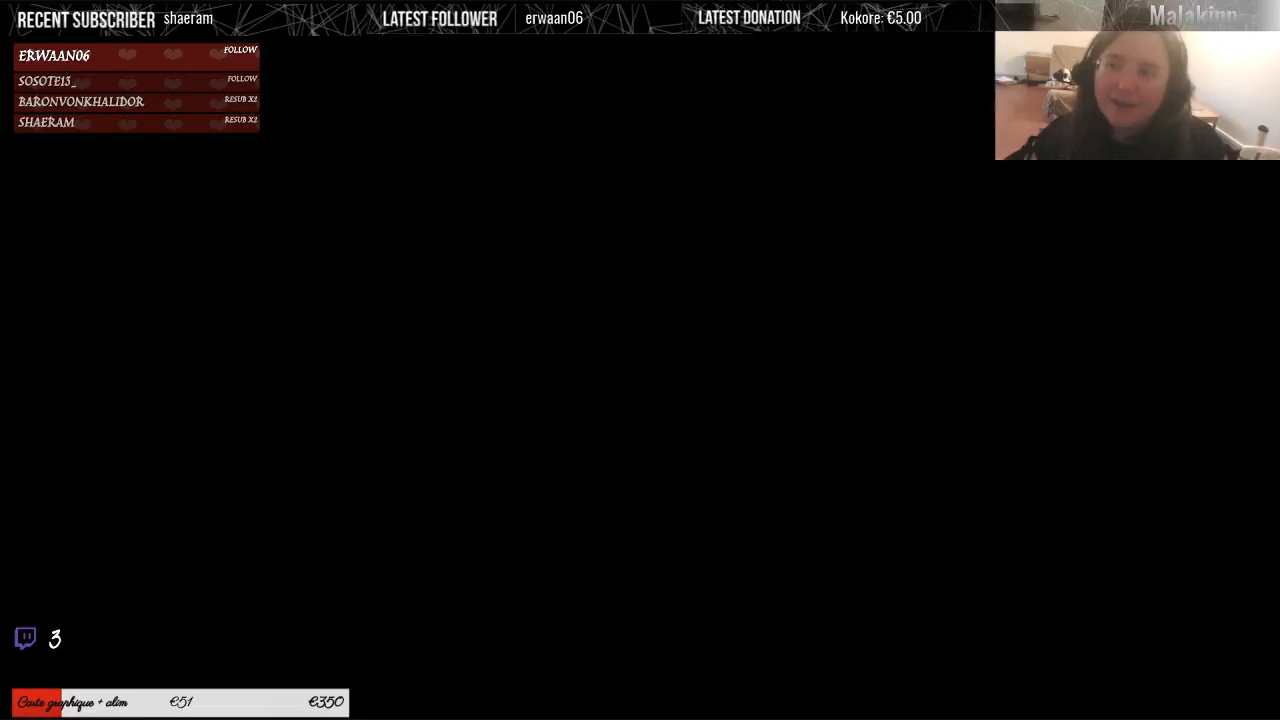 RECENT SUBSCRIBER shaeram LATEST FOLLOWER erwaan06 LATEST DONATION Kokore: €5.00
ERWAAN06 FOLLOW
SOSOTE15_ FOLLOW
BARONVONKHALIDOR RESUB X2
SHAERAM RESUB X2
3
Carte graphique + alim €51 €350